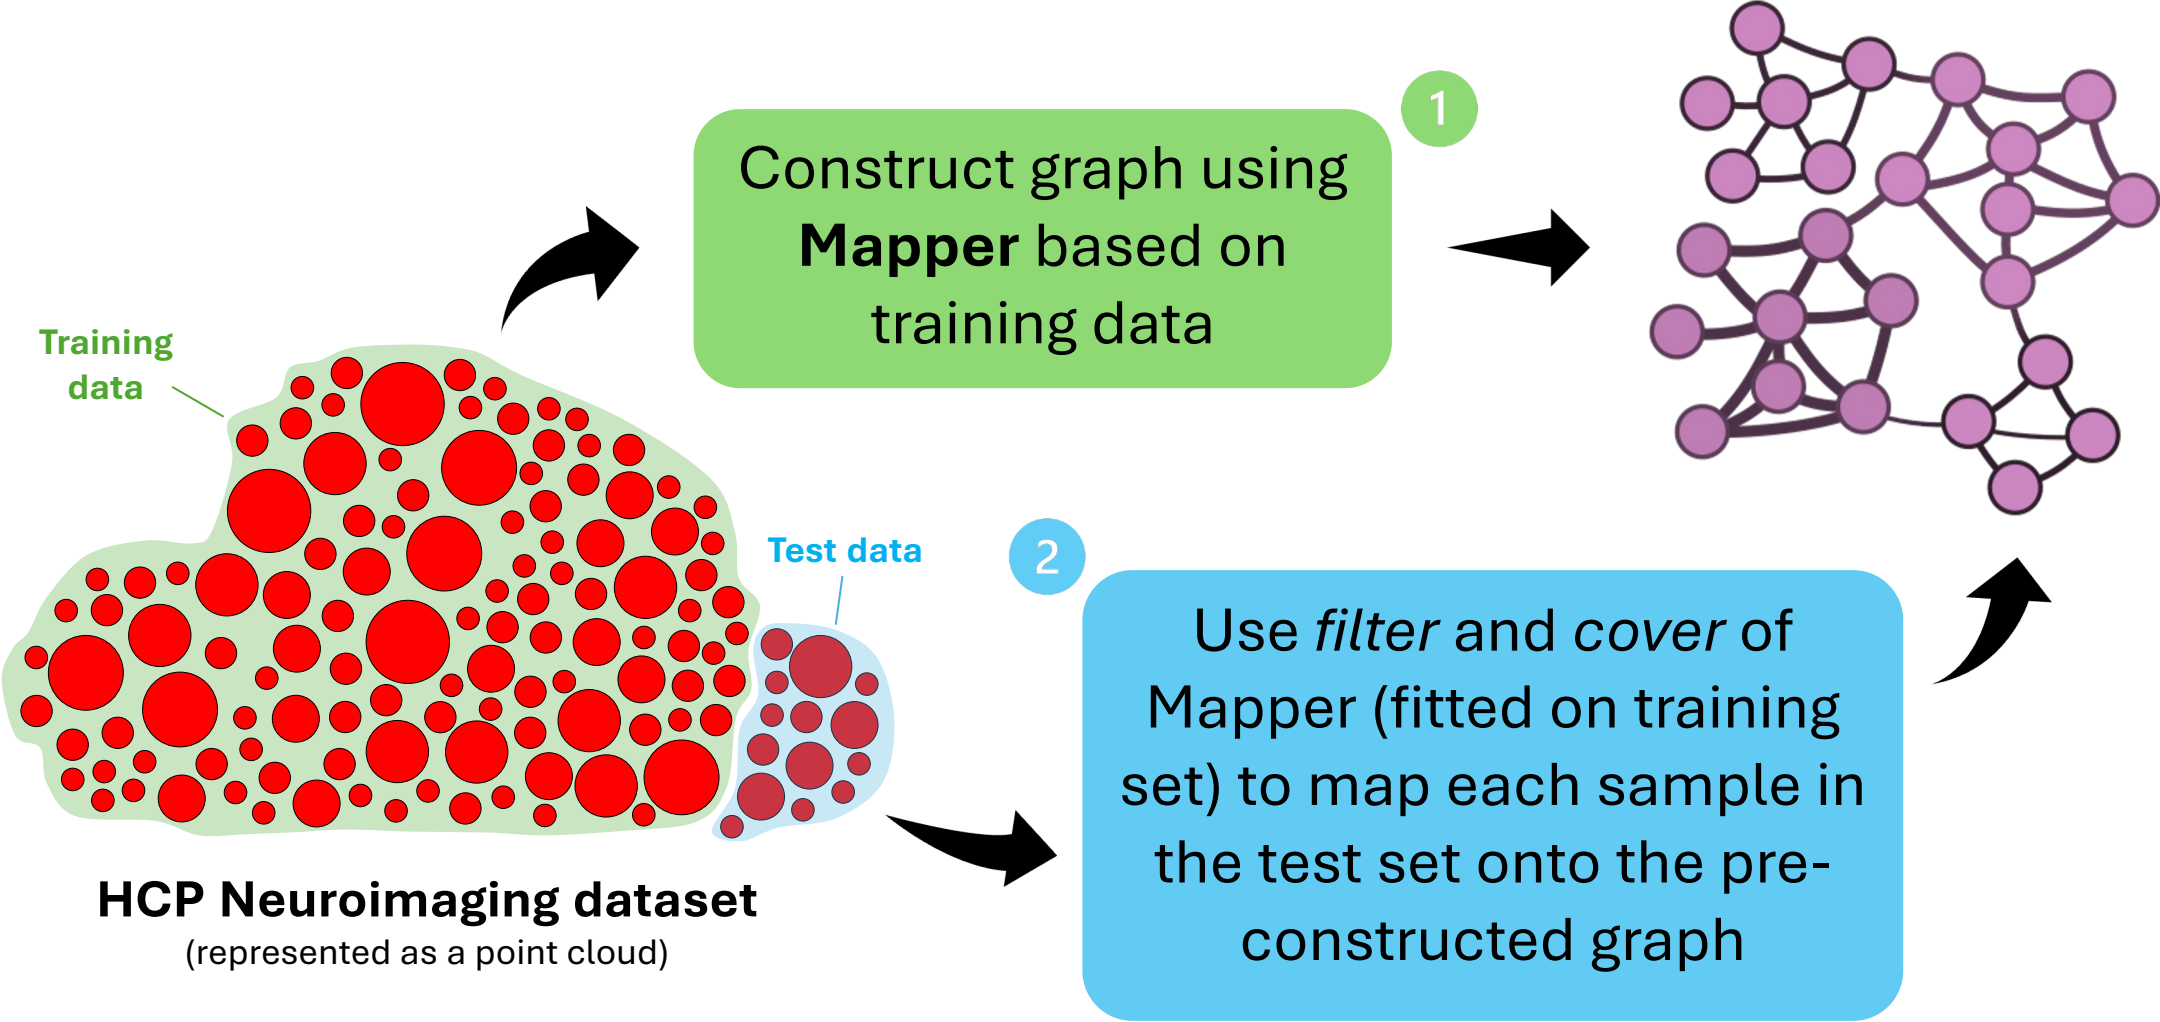 1
Construct graph using
Mapper based on
training data
Training
data
Test data
2
Use filter and cover of
Mapper (fitted on training
set) to map each sample in
the test set onto the pre-
constructed graph
HCP Neuroimaging dataset
(represented as a point cloud)